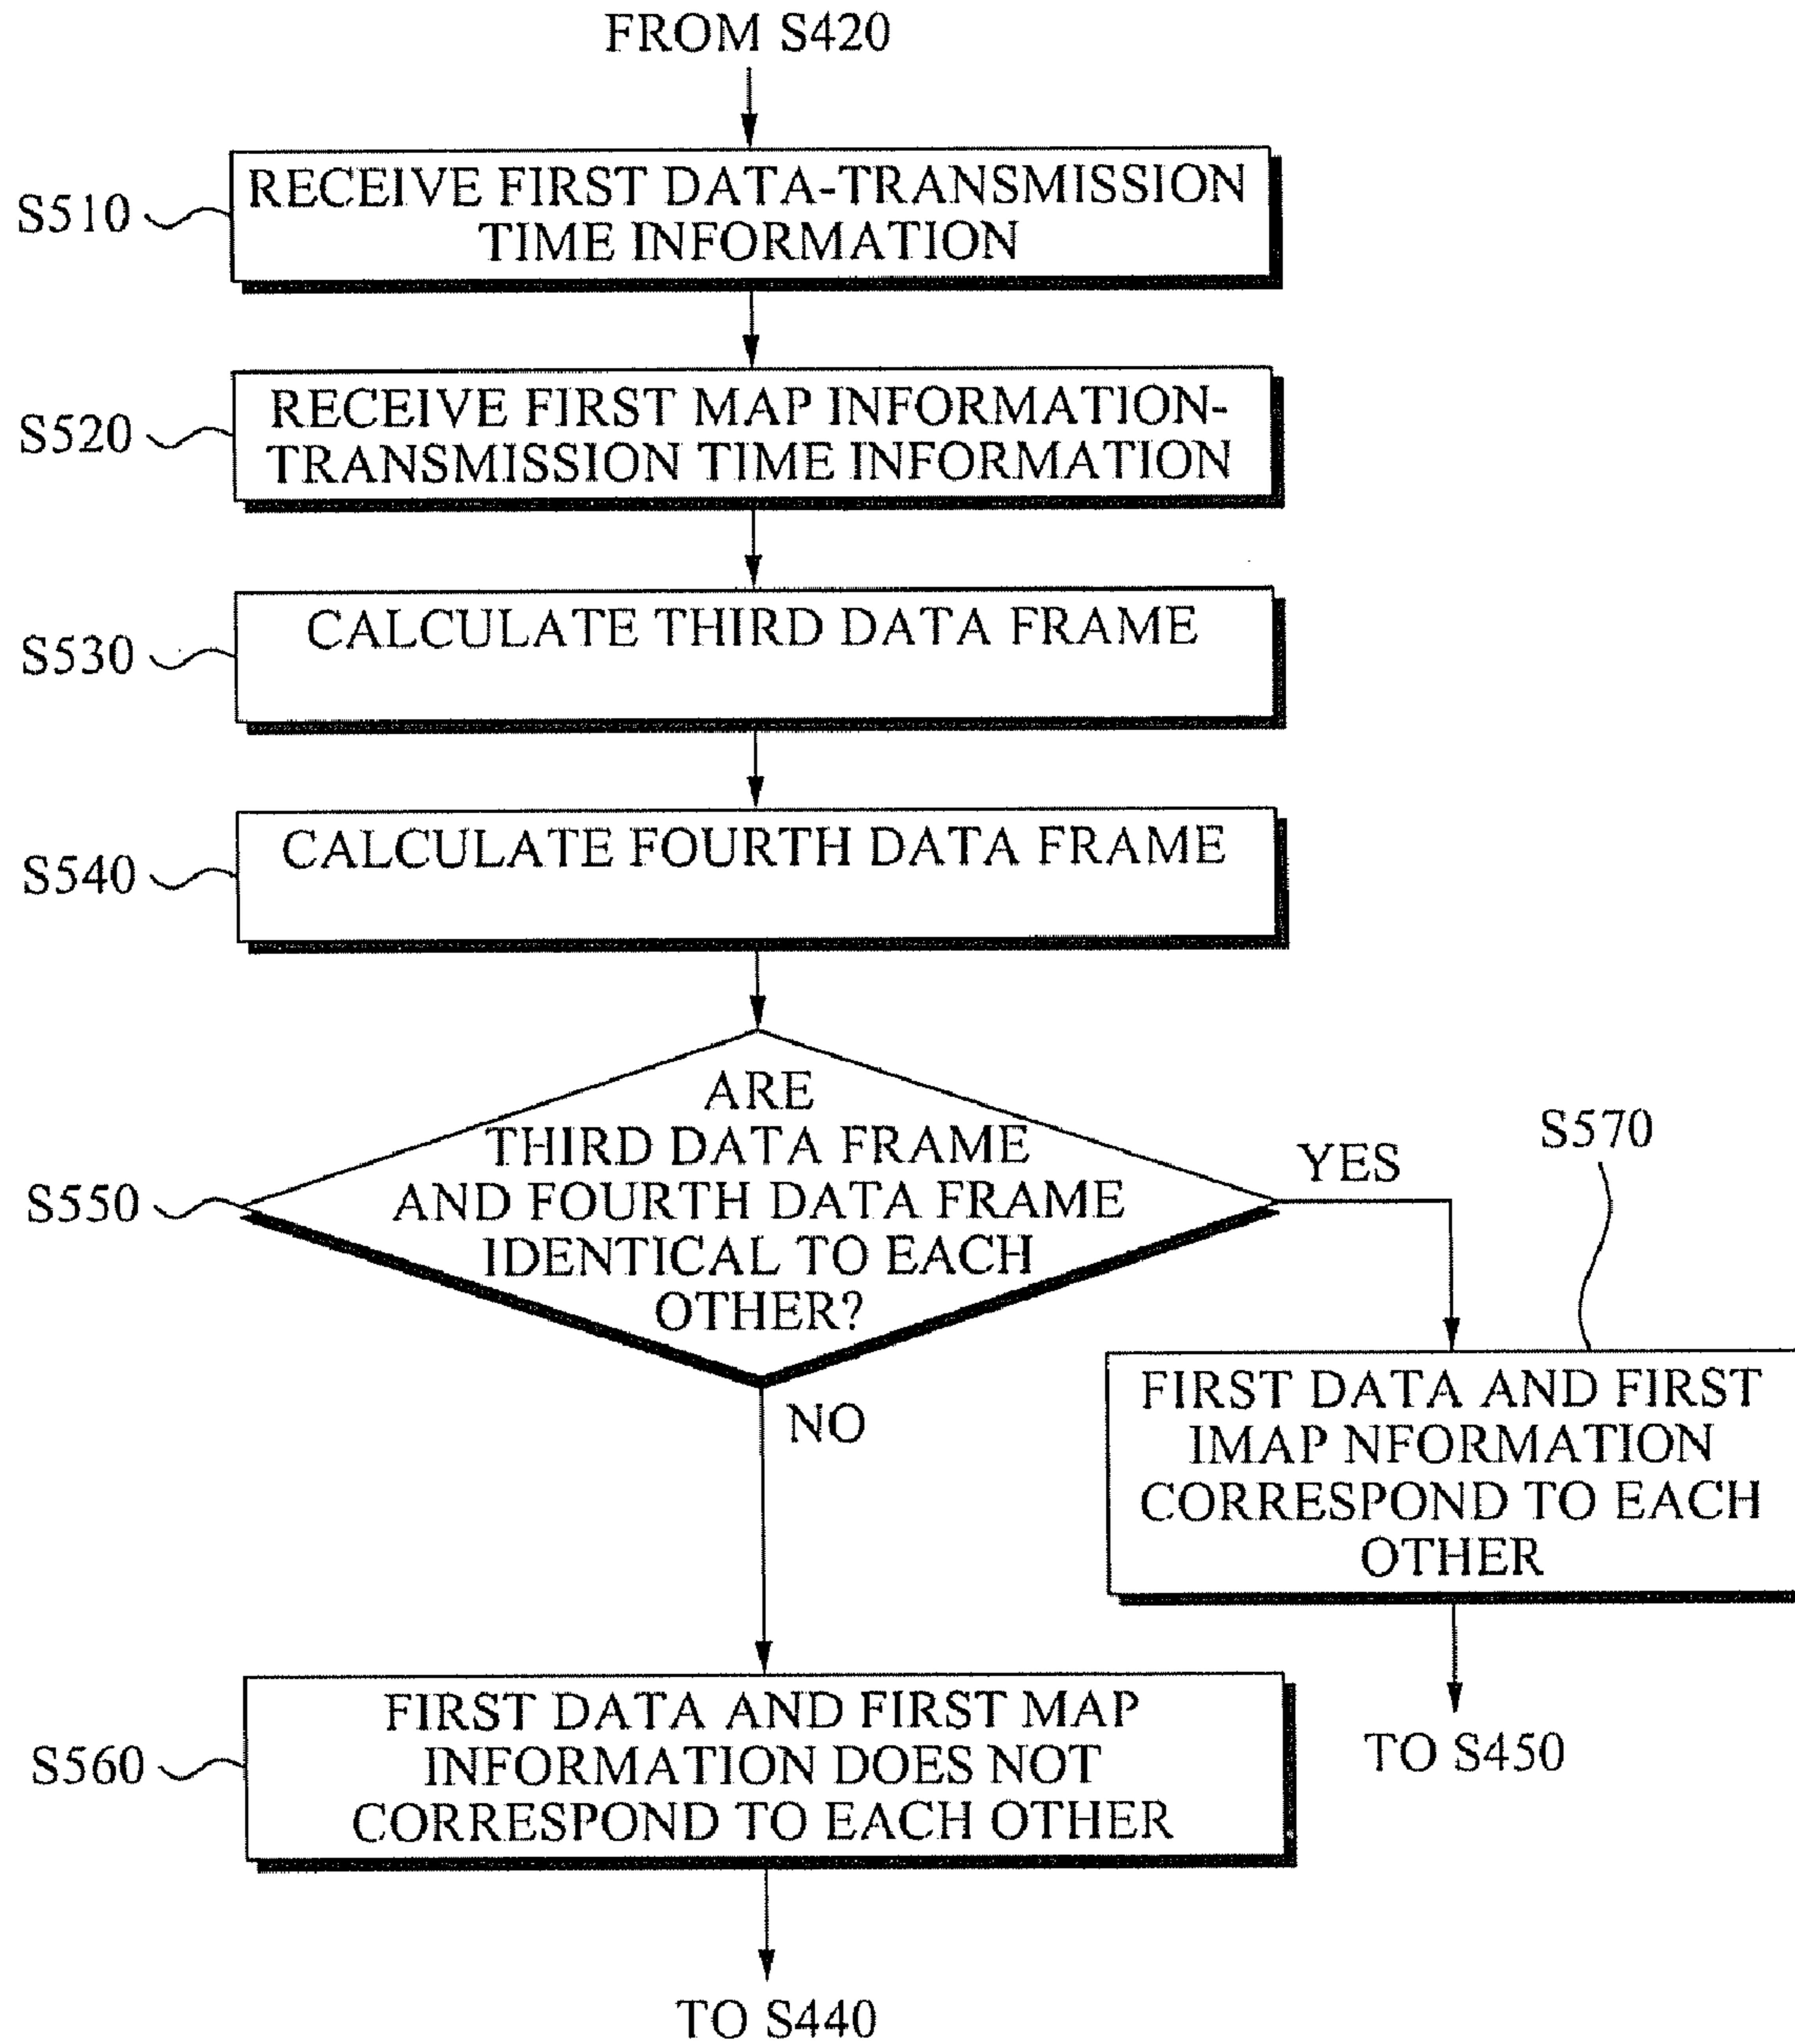 FROM S420
S510
RECEIVE FIRST DATA-TRANSMISSION
TIME INFORMATION
S520
RECEIVE FIRST MAP INFORMATION-
TRANSMISSION TIME INFORMATION
S530
CALCULATE THIRD DATA FRAME
S540
CALCULATE FOURTH DATA FRAME
S550
ARE
THIRD DATA FRAME
AND FOURTH DATA FRAME
IDENTICAL TO EACH
OTHER?
YES
S570
NO
FIRST DATA AND FIRST
IMAP NFORMATION
CORRESPOND TO EACH
OTHER
TO S450
S560
FIRST DATA AND FIRST MAP
INFORMATION DOES NOT
CORRESPOND TO EACH OTHER
TO S440